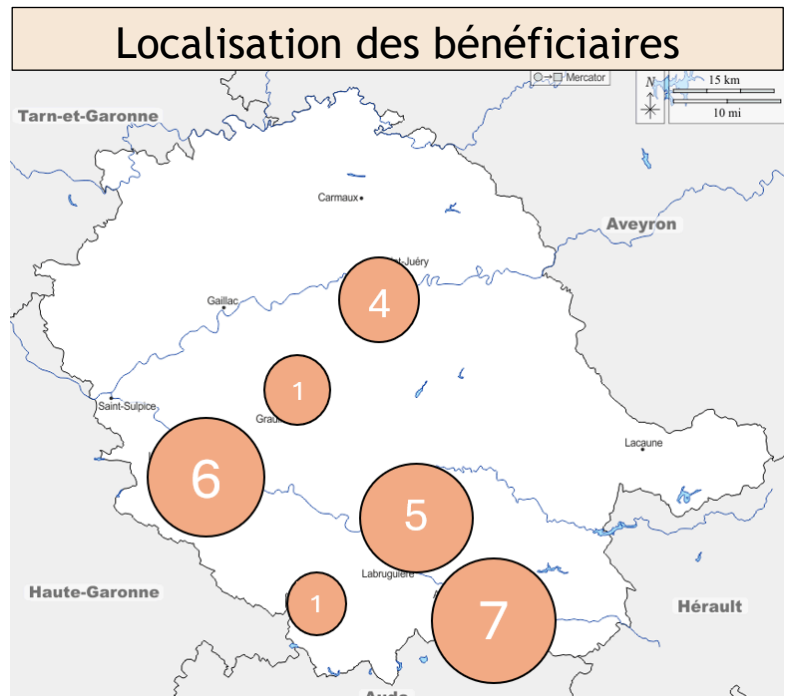 Localisation des bénéficiaires
Mercator
N
15 km
10 mi
Tarn-et-Garonne
Carmaux
Aveyron
4
Gaillac
1
Saint-Sulpice
Lacaune
6
5
Labruguière
1
7
Haute-Garonne
Hérault